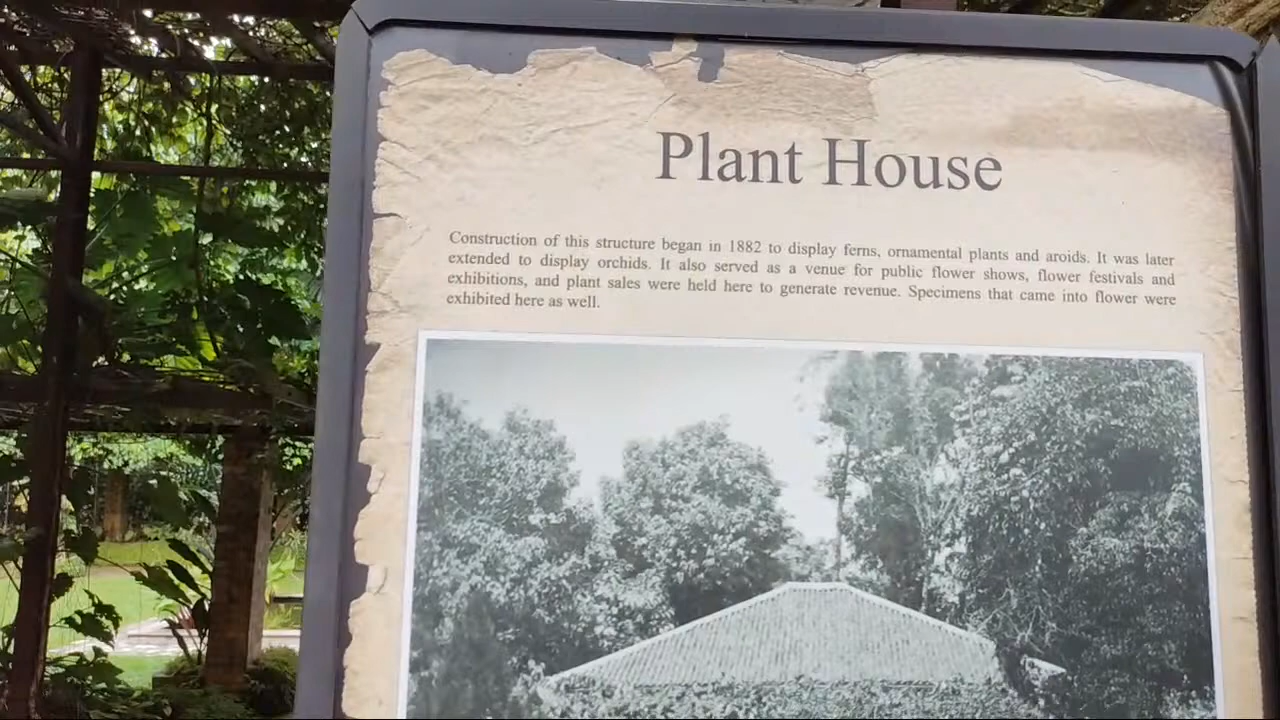 Plant House
Construction of this structure began in 1882 to display ferns, ornamental plants and aroids. It was later
extended to display orchids. It also served as a venue for public flower shows, flower festivals and
exhibitions, and plant sales were held here to generate revenue. Specimens that came into flower were
exhibited here as well.